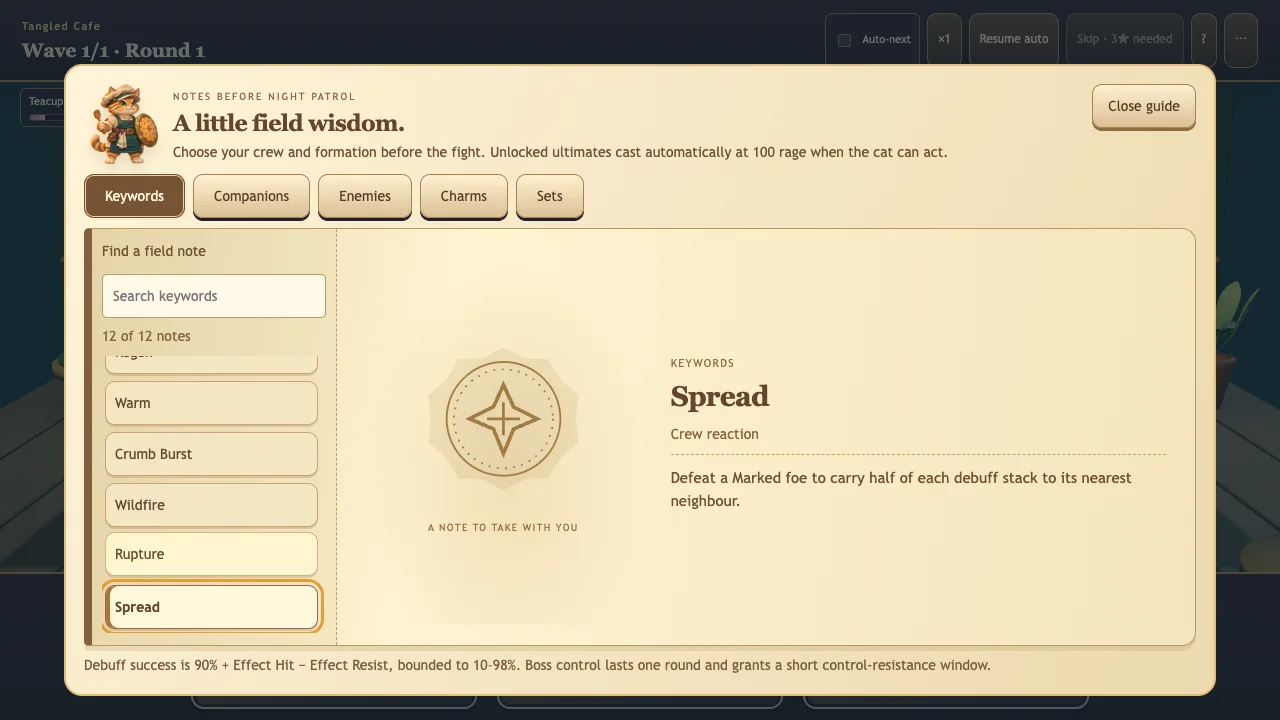 Tangled Cafe
Wave 1/1 · Round 1
Auto-next
×1
Resume auto
Skip · 3★ needed
?
...
Teacup
NOTES BEFORE NIGHT PATROL
A little field wisdom.
Choose your crew and formation before the fight. Unlocked ultimates cast automatically at 100 rage when the cat can act.
Close guide
Keywords
Companions
Enemies
Charms
Sets
Find a field note
Search keywords
12 of 12 notes
Warm
Crumb Burst
Wildfire
Rupture
Spread
A NOTE TO TAKE WITH YOU
KEYWORDS
Spread
Crew reaction
Defeat a Marked foe to carry half of each debuff stack to its nearest
neighbour.
Debuff success is 90% + Effect Hit − Effect Resist, bounded to 10-98%. Boss control lasts one round and grants a short control-resistance window.